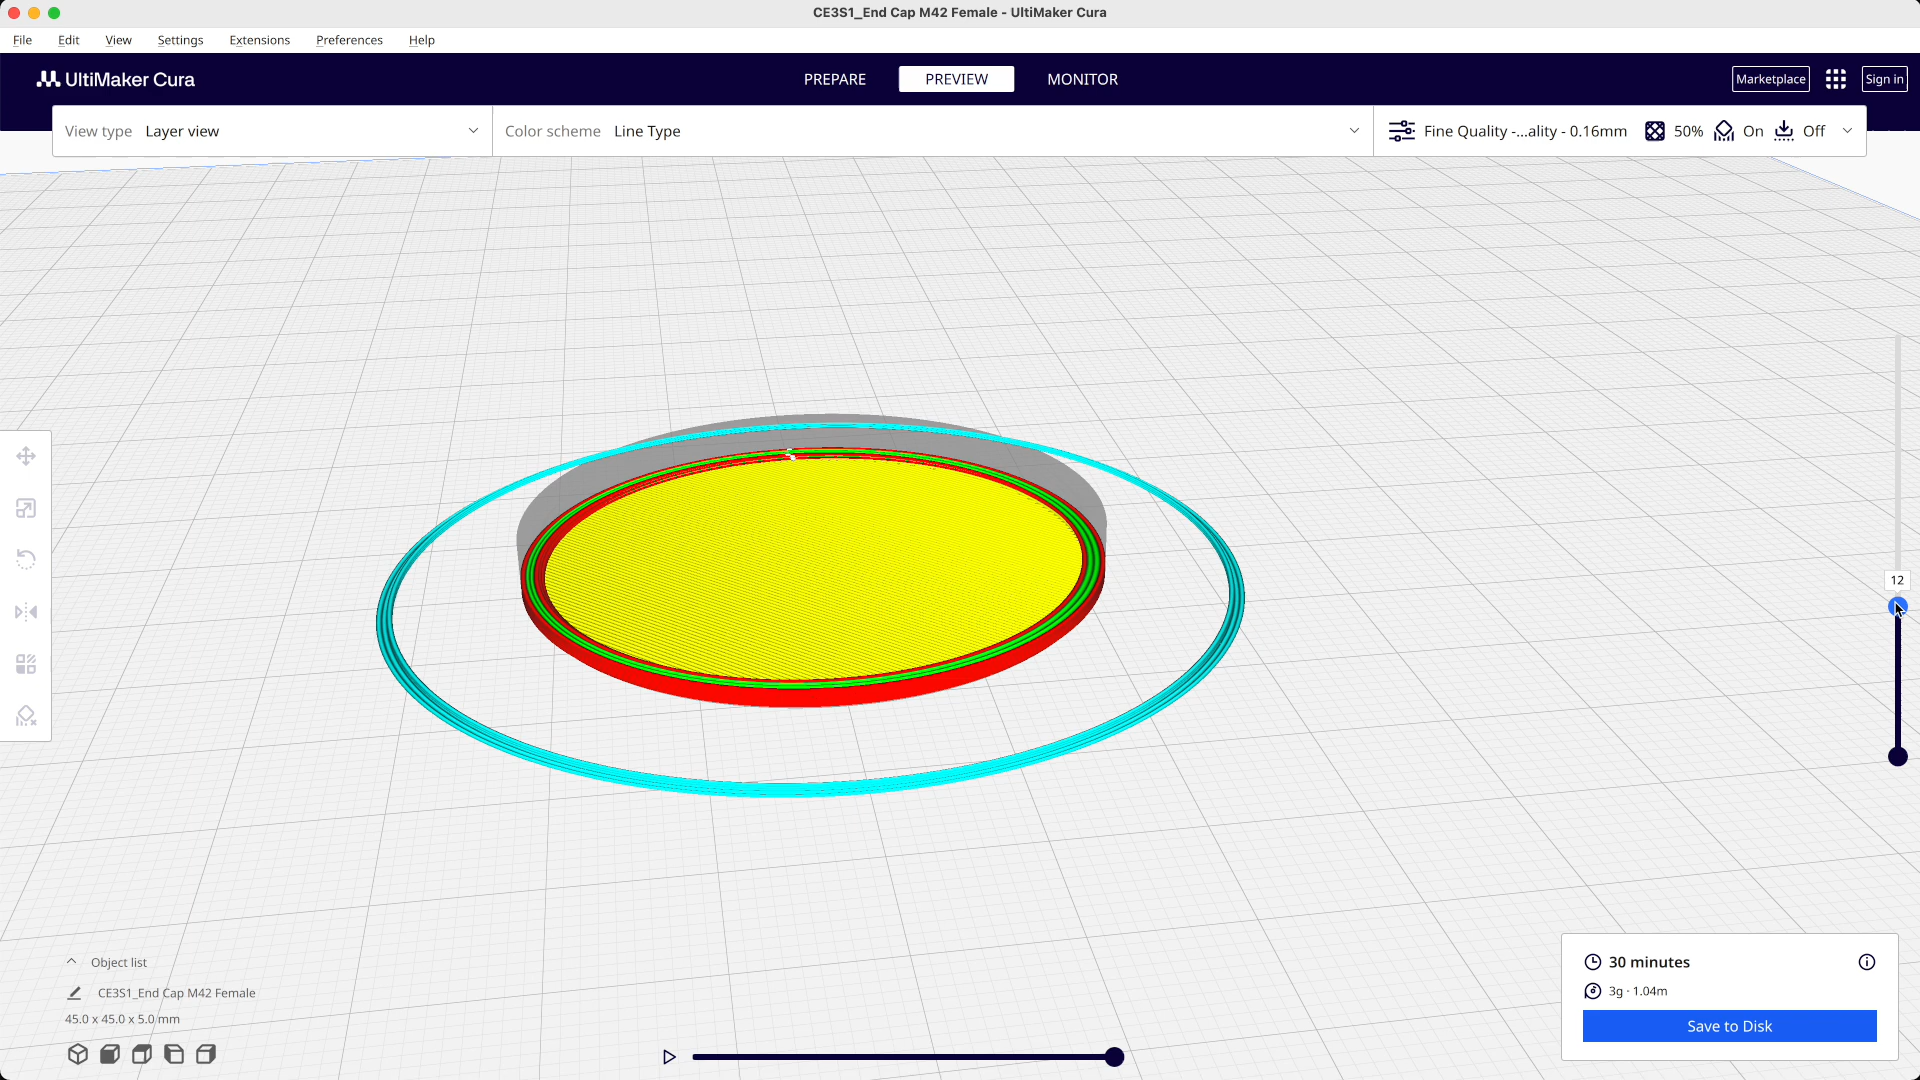 CE3S1_End Cap M42 Female - UltiMaker Cura
File Edit View Settings Extensions Preferences Help
UltiMaker Cura PREPARE PREVIEW MONITOR Marketplace Sign in
View type Layer view Color scheme Line Type Fine Quality -...ality - 0.16mm 50% On Off
12
Object list
CE3S1_End Cap M42 Female
45.0 x 45.0 x 5.0 mm
30 minutes
3g · 1.04m
Save to Disk